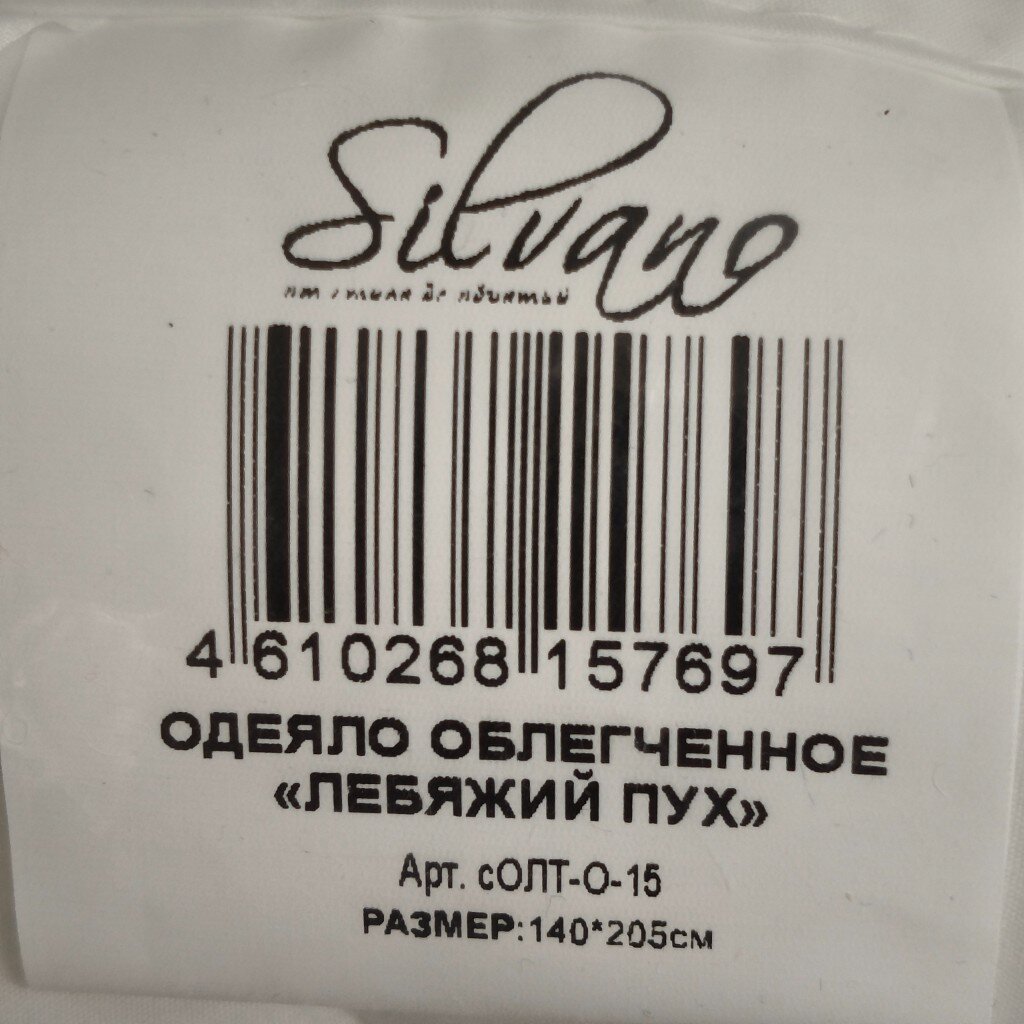 Silvano
4 610268 157697
ОДЕЯЛО ОБЛЕГЧЕННОЕ
«ЛЕБЯЖИЙ ПУХ»
Арт. сОЛТ-О-15
РАЗМЕР:140*205см